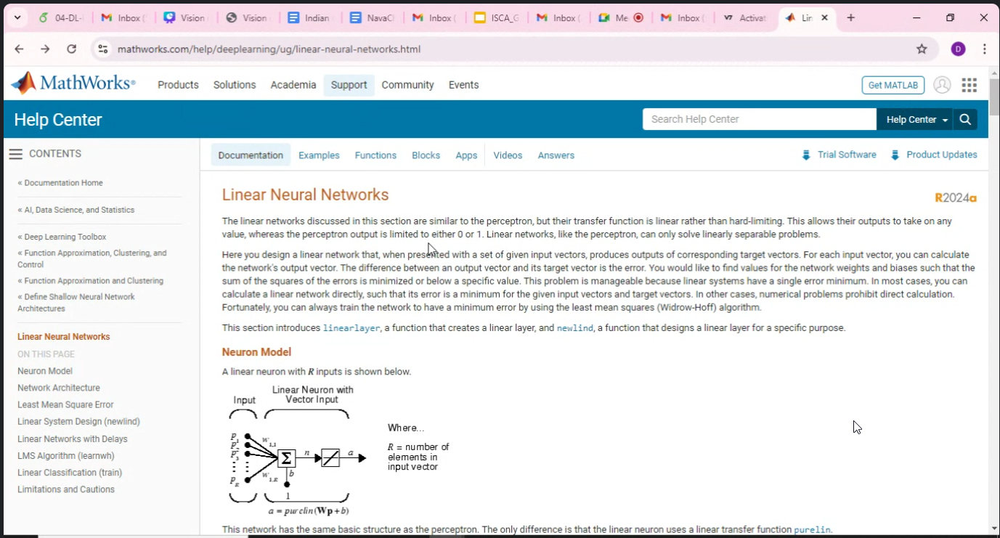 04-DL-
Inbox (
Vision
Vision
Indian
NavaC
Inbox (
ISCA_G
Inbox (
Me
Inbox (
Activat
Lin
mathworks.com/help/deeplearning/ug/linear-neural-networks.html
D
MathWorks®
Products
Solutions
Academia
Support
Community
Events
Get MATLAB
Help Center
Search Help Center
Help Center
CONTENTS
« Documentation Home
« AI, Data Science, and Statistics
« Deep Learning Toolbox
« Function Approximation, Clustering, and
Control
« Function Approximation and Clustering
« Define Shallow Neural Network
Architectures
Linear Neural Networks
ON THIS PAGE
Neuron Model
Network Architecture
Least Mean Square Error
Linear System Design (newlind)
Linear Networks with Delays
LMS Algorithm (learnwh)
Linear Classification (train)
Limitations and Cautions
Documentation
Examples
Functions
Blocks
Apps
Videos
Answers
Trial Software
Product Updates
Linear Neural Networks
R2024a
The linear networks discussed in this section are similar to the perceptron, but their transfer function is linear rather than hard-limiting. This allows their outputs to take on any
value, whereas the perceptron output is limited to either 0 or 1. Linear networks, like the perceptron, can only solve linearly separable problems.
Here you design a linear network that, when presented with a set of given input vectors, produces outputs of corresponding target vectors. For each input vector, you can calculate
the network's output vector. The difference between an output vector and its target vector is the error. You would like to find values for the network weights and biases such that the
sum of the squares of the errors is minimized or below a specific value. This problem is manageable because linear systems have a single error minimum. In most cases, you can
calculate a linear network directly, such that its error is a minimum for the given input vectors and target vectors. In other cases, numerical problems prohibit direct calculation.
Fortunately, you can always train the network to have a minimum error by using the least mean squares (Widrow-Hoff) algorithm.
This section introduces linearlayer, a function that creates a linear layer, and newlind, a function that designs a linear layer for a specific purpose.
Neuron Model
A linear neuron with R inputs is shown below.
Input
Linear Neuron with
Vector Input
p1
p2
p3
pR
w1,1
w1,R
Σ
n
a
b
1
a = purelin(Wp+b)
Where...
R = number of
elements in
input vector
This network has the same basic structure as the perceptron. The only difference is that the linear neuron uses a linear transfer function purelin.